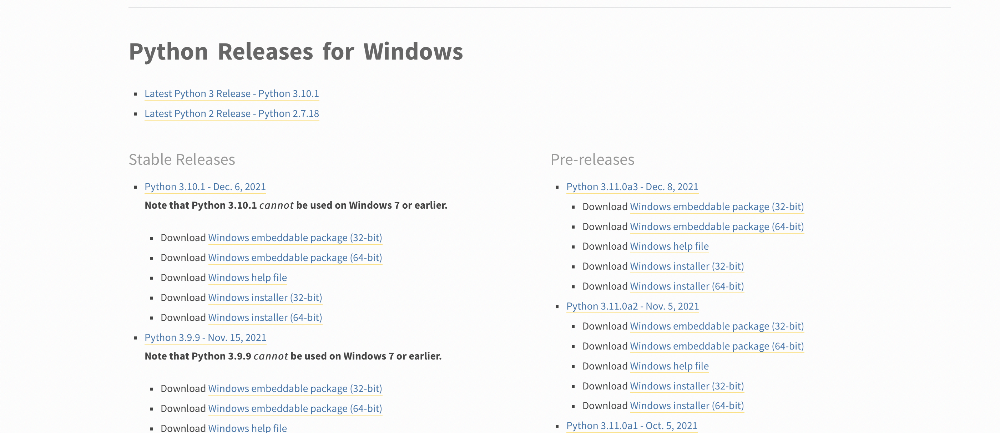 Python Releases for Windows
Latest Python 3 Release - Python 3.10.1
Latest Python 2 Release - Python 2.7.18
Stable Releases
Python 3.10.1 - Dec. 6, 2021
Note that Python 3.10.1 cannot be used on Windows 7 or earlier.
Download Windows embeddable package (32-bit)
Download Windows embeddable package (64-bit)
Download Windows help file
Download Windows installer (32-bit)
Download Windows installer (64-bit)
Python 3.9.9 - Nov. 15, 2021
Note that Python 3.9.9 cannot be used on Windows 7 or earlier.
Download Windows embeddable package (32-bit)
Download Windows embeddable package (64-bit)
Download Windows help file
Pre-releases
Python 3.11.0a3 - Dec. 8, 2021
Download Windows embeddable package (32-bit)
Download Windows embeddable package (64-bit)
Download Windows help file
Download Windows installer (32-bit)
Download Windows installer (64-bit)
Python 3.11.0a2 - Nov. 5, 2021
Download Windows embeddable package (32-bit)
Download Windows embeddable package (64-bit)
Download Windows help file
Download Windows installer (32-bit)
Download Windows installer (64-bit)
Python 3.11.0a1 - Oct. 5, 2021